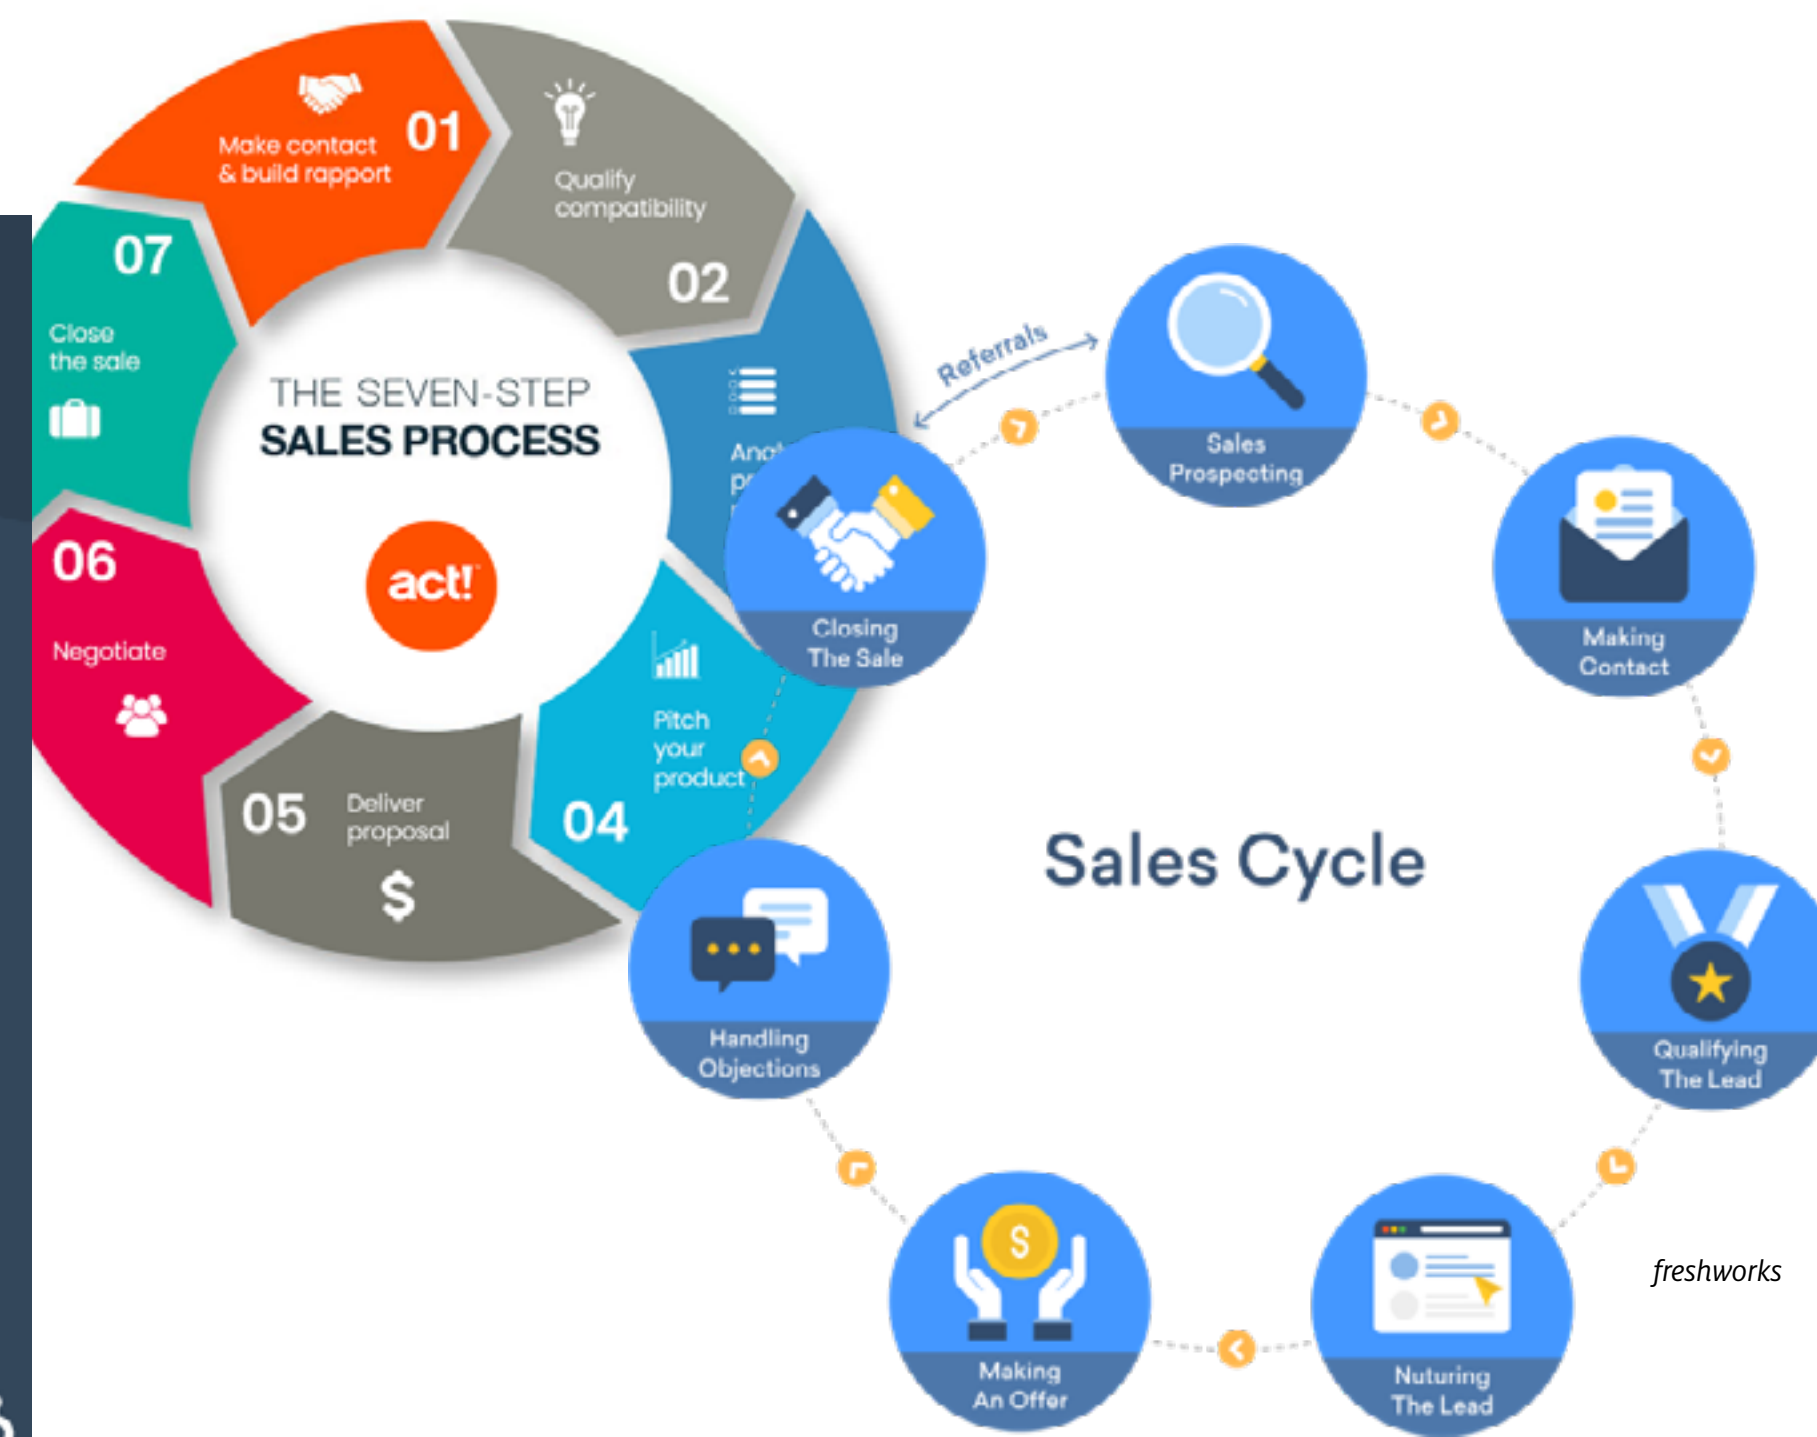 Make contact
& build rapport
01
Qualify
compatibility
02
07
Close
the sale
THE SEVEN-STEP
SALES PROCESS
act!
06
Negotiate
05
Deliver
proposal
$
04
Pitch
your
product
Referrals
Sales
Prospecting
Making
Contact
Qualifying
The Lead
Nuturing
The Lead
S
Making
An Offer
Handling
Objections
Closing
The Sale
Sales Cycle
freshworks